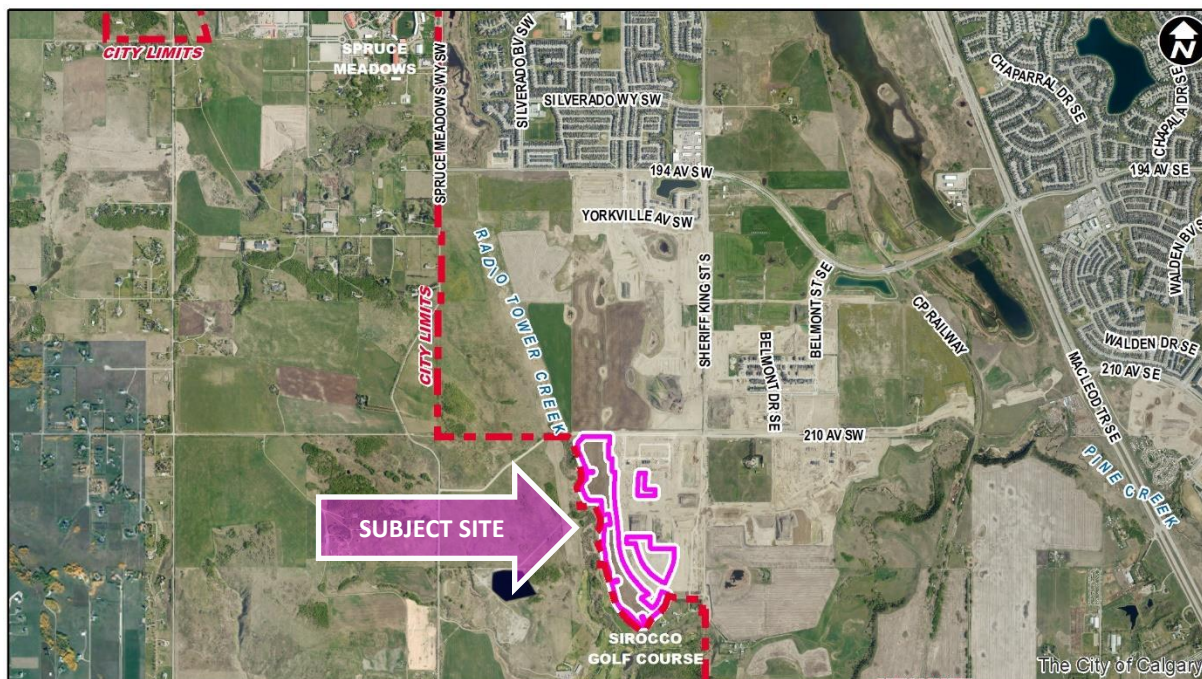 CITY LIMITS
SPRUCE
MEADOWS
SPRUCE MEADOWS WY SW
SILVERADO BV SW
SILVERADO WY SW
CHAPARRAL DR SE
N
CHAPALA DR SE
194 AV SW
194 AV SE
YORKVILLE AV SW
WALDEN BV S
RADIO TOWER CREEK
CITY LIMITS
SHERIFF KING ST S
BELMONT ST SE
BELMONT DR SE
CP RAILWAY
MACLEOD TR SE
WALDEN DR SE
210 AV SE
210 AV SW
PINE CREEK
SUBJECT SITE
SIROCCO
GOLF COURSE
The City of Calgary